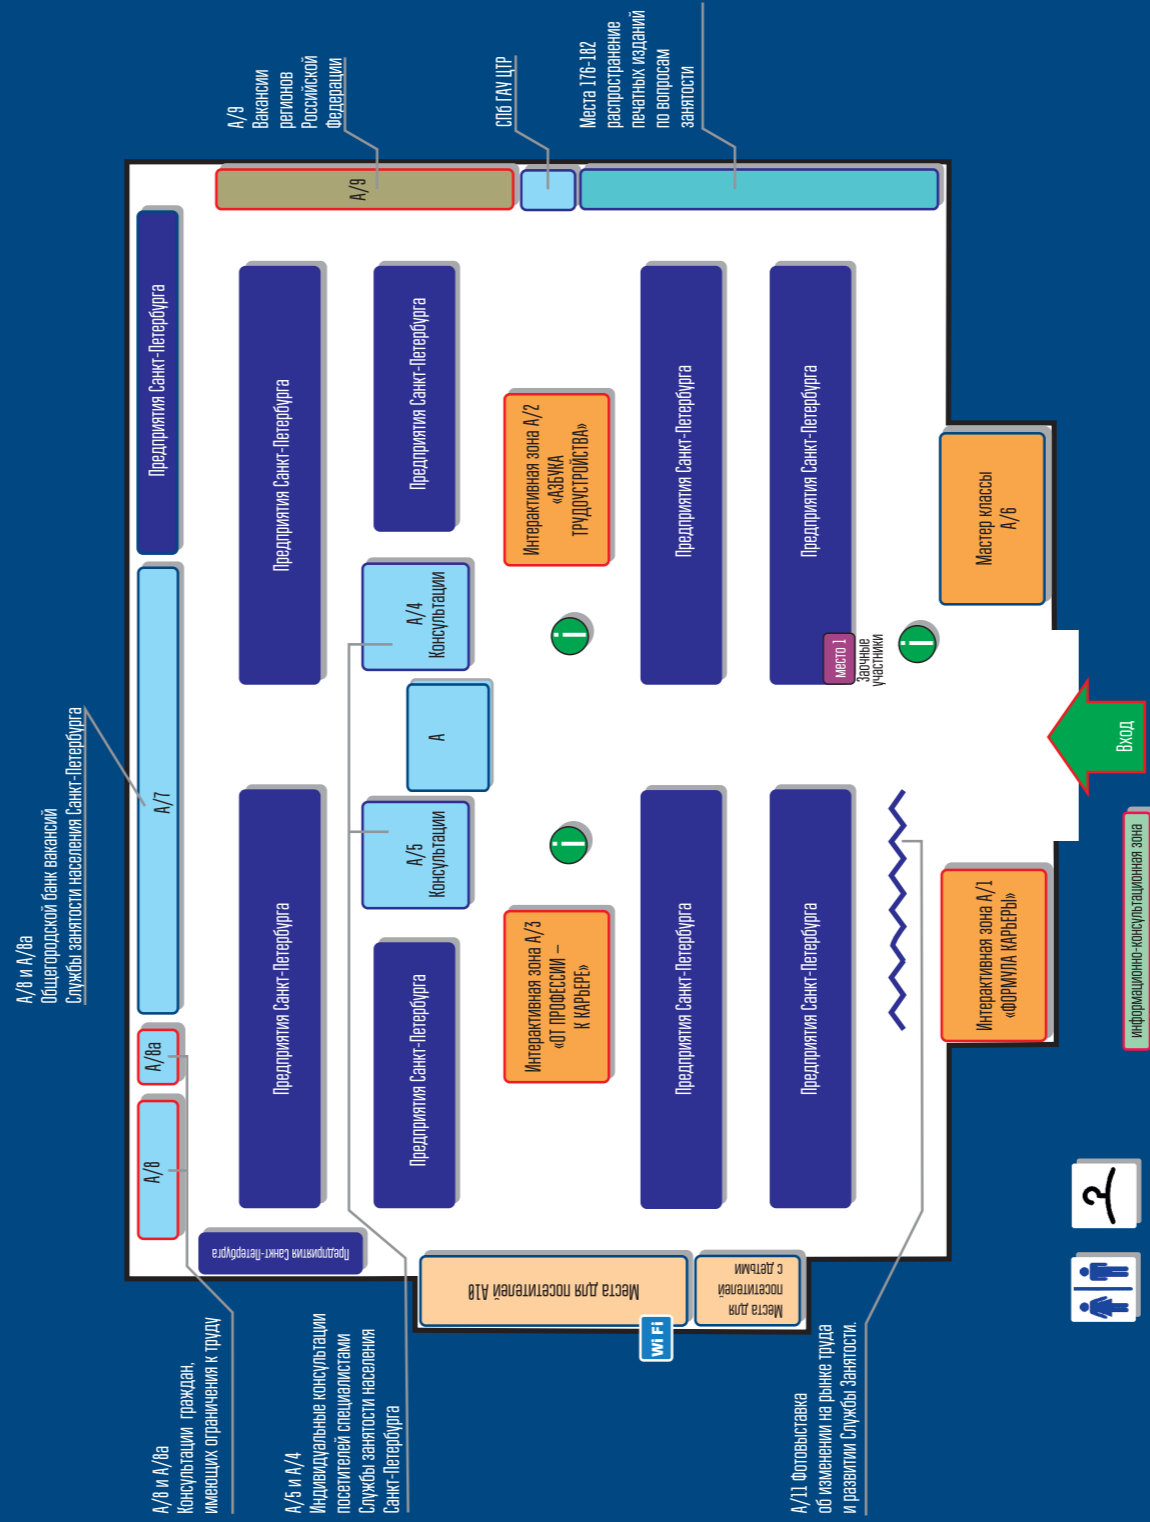 А/8 и А/8а
Общегородской банк вакансий
Службы занятости населения Санкт-Петербурга
А/9
Вакансии
регионов
Российской
Федерации
СПб ГАУ ЦТР
Места 176-182
распространение
печатных изданий
по вопросам
занятости
А/8 и А/8а
Консультации граждан,
имеющих ограничения к труду
А/5 и А/4
Индивидуальные консультации
посетителей специалистами
Службы занятости населения
Санкт-Петербурга
А/11 Фотовыставка
об изменении на рынке труда
и развитии Службы Занятости.
А/8
А/8а
А/7
Предприятия Санкт-Петербурга
Предприятия Санкт-Петербурга
Предприятия Санкт-Петербурга
Предприятия Санкт-Петербурга
А/9
Предприятия Санкт-Петербурга
А/5
Консультации
А
А/4
Консультации
Предприятия Санкт-Петербурга
Интерактивная зона А/3
«ОТ ПРОФЕССИИ –
К КАРЬЕРЕ»
i
i
Интерактивная зона А/2
«АЗБУКА
ТРУДОУСТРОЙСТВА»
Места для посетителей А10
Wi Fi
Места для
посетителей
с детьми
Предприятия Санкт-Петербурга
Предприятия Санкт-Петербурга
Предприятия Санкт-Петербурга
Предприятия Санкт-Петербурга
место 1
Заочные
участники
i
Интерактивная зона А/1
«ФОРМУЛА КАРЬЕРЫ»
Мастер классы
А/6
Вход
информационно-консультационная зона